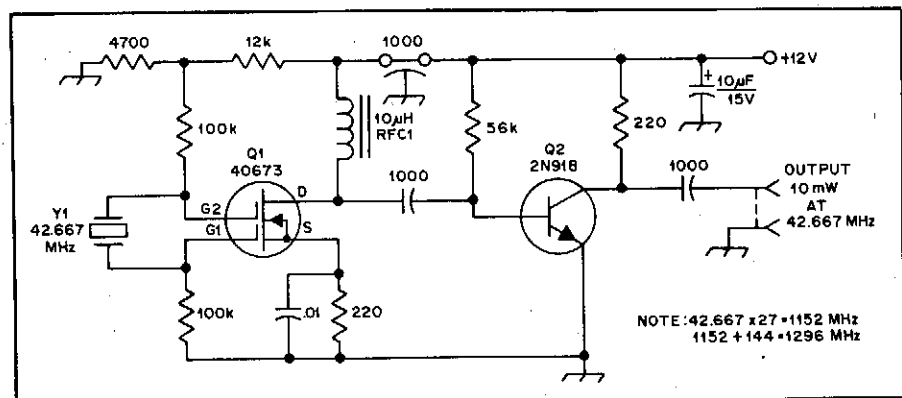 4700
12k
1000
+12V
10µF
15V
100k
10µH
RFC1
56k
220
Q1
40673
Q2
2N918
1000
1000
OUTPUT
10 mW
AT
42.667 MHz
Y1
42.667
MHz
G2
G1
D
S
100k
.01
220
NOTE: 42.667 x 27 = 1152 MHz
1152 + 144 = 1296 MHz
+